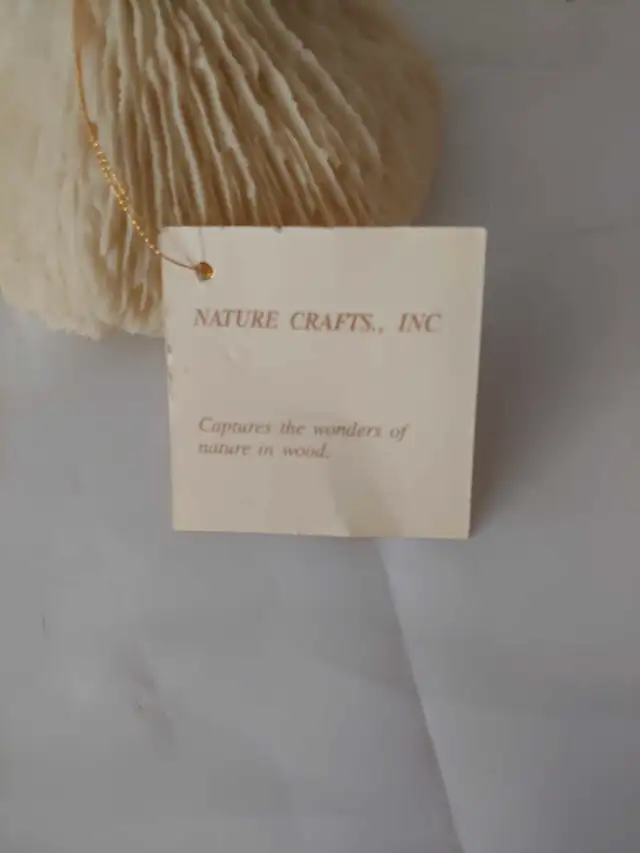 NATURE CRAFTS., INC
Captures the wonders of
nature in wood.